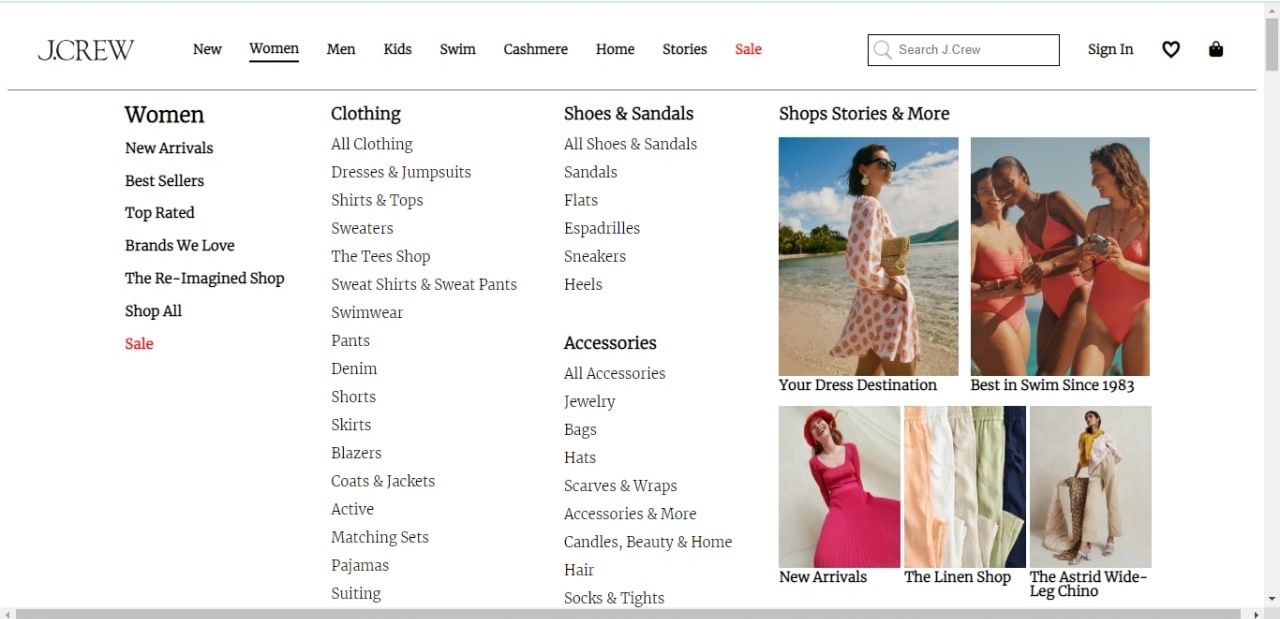 J.CREW
New
Women
Men
Kids
Swim
Cashmere
Home
Stories
Sale
Search J.Crew
Sign In
Women
New Arrivals
Best Sellers
Top Rated
Brands We Love
The Re-Imagined Shop
Shop All
Sale
Clothing
All Clothing
Dresses & Jumpsuits
Shirts & Tops
Sweaters
The Tees Shop
Sweat Shirts & Sweat Pants
Swimwear
Pants
Denim
Shorts
Skirts
Blazers
Coats & Jackets
Active
Matching Sets
Pajamas
Suiting
Shoes & Sandals
All Shoes & Sandals
Sandals
Flats
Espadrilles
Sneakers
Heels
Accessories
All Accessories
Jewelry
Bags
Hats
Scarves & Wraps
Accessories & More
Candles, Beauty & Home
Hair
Socks & Tights
Shops Stories & More
Your Dress Destination
Best in Swim Since 1983
New Arrivals
The Linen Shop
The Astrid Wide-
Leg Chino